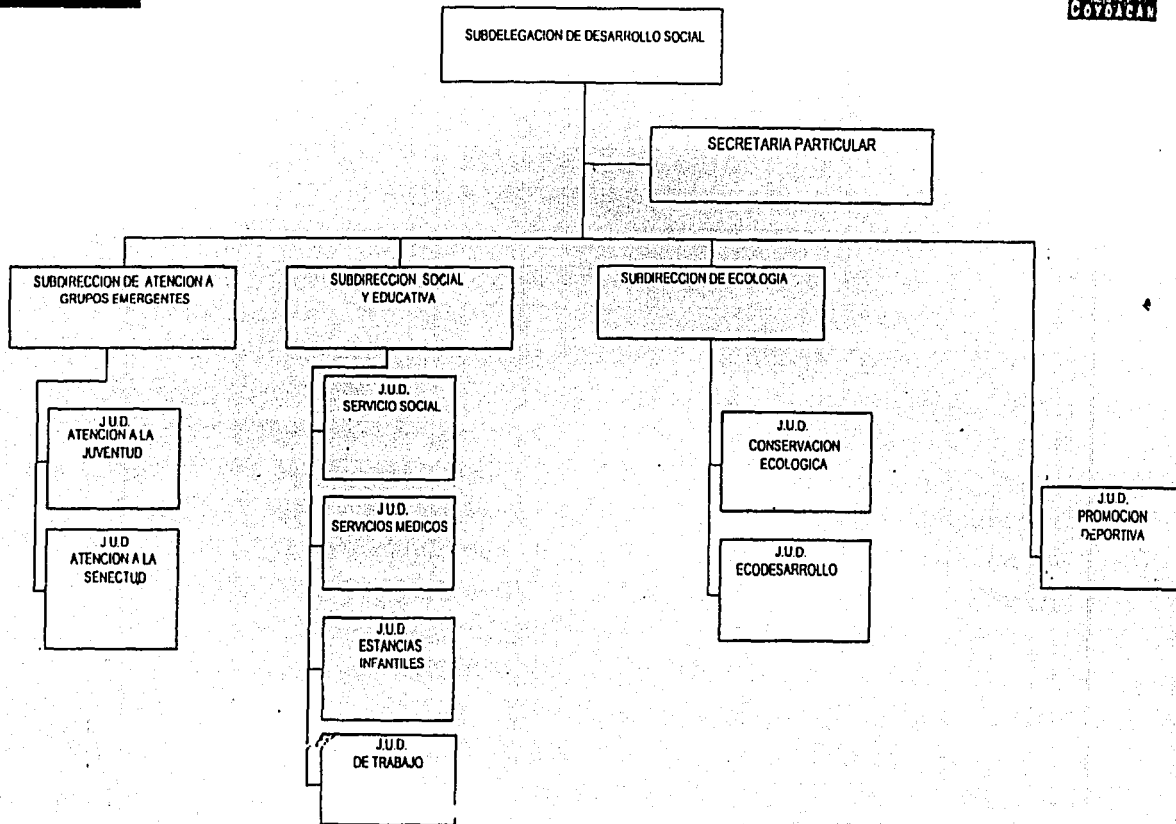 COYOACAN
SUBDELEGACION DE DESARROLLO SOCIAL
SECRETARIA PARTICULAR
SUBDIRECCION DE ATENCION A
GRUPOS EMERGENTES
SUBDIRECCION SOCIAL
Y EDUCATIVA
SUBDIRECCION DE ECOLOGIA
J.U.D.
ATENCION A LA
JUVENTUD
J.U.D
ATENCION A LA
SENECTUD
J.U.D.
SERVICIO SOCIAL
J.U.D.
SERVICIOS MEDICOS
J.U.D.
ESTANCIAS
INFANTILES
J.U.D.
DE TRABAJO
J.U.D.
CONSERVACION
ECOLOGICA
J.U.D.
ECODESARROLLO
J.U.D.
PROMOCION
DEPORTIVA